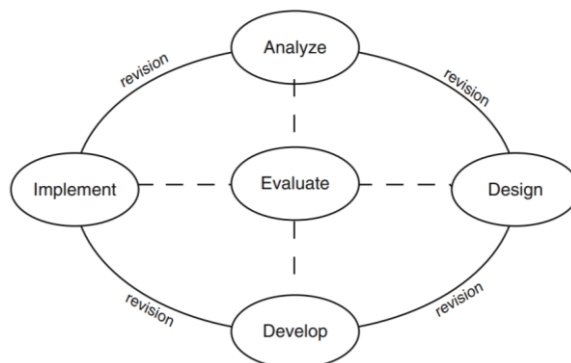 Analyze
revision
revision
Implement
Evaluate
Design
revision
revision
Develop